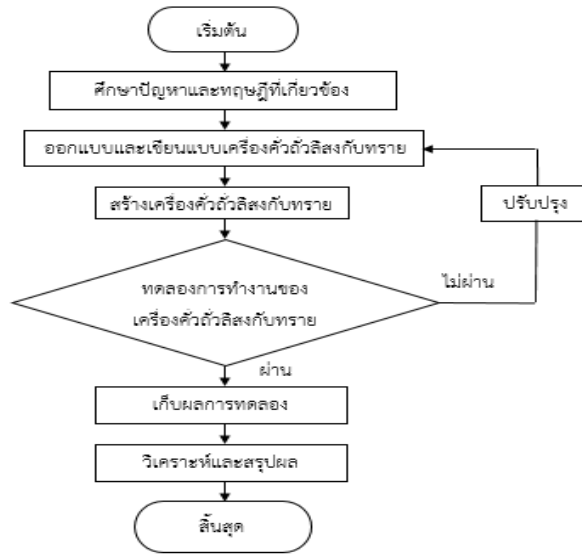 เริ่มต้น
ศึกษาปัญหาและทฤษฎีที่เกี่ยวข้อง
ออกแบบและเขียนแบบเครื่องคั่วถั่วลิสงกับทราย
สร้างเครื่องคั่วถั่วลิสงกับทราย
ปรับปรุง
ทดลองการทำงานของ
เครื่องคั่วถั่วลิสงกับทราย
ไม่ผ่าน
ผ่าน
เก็บผลการทดลอง
วิเคราะห์และสรุปผล
สิ้นสุด